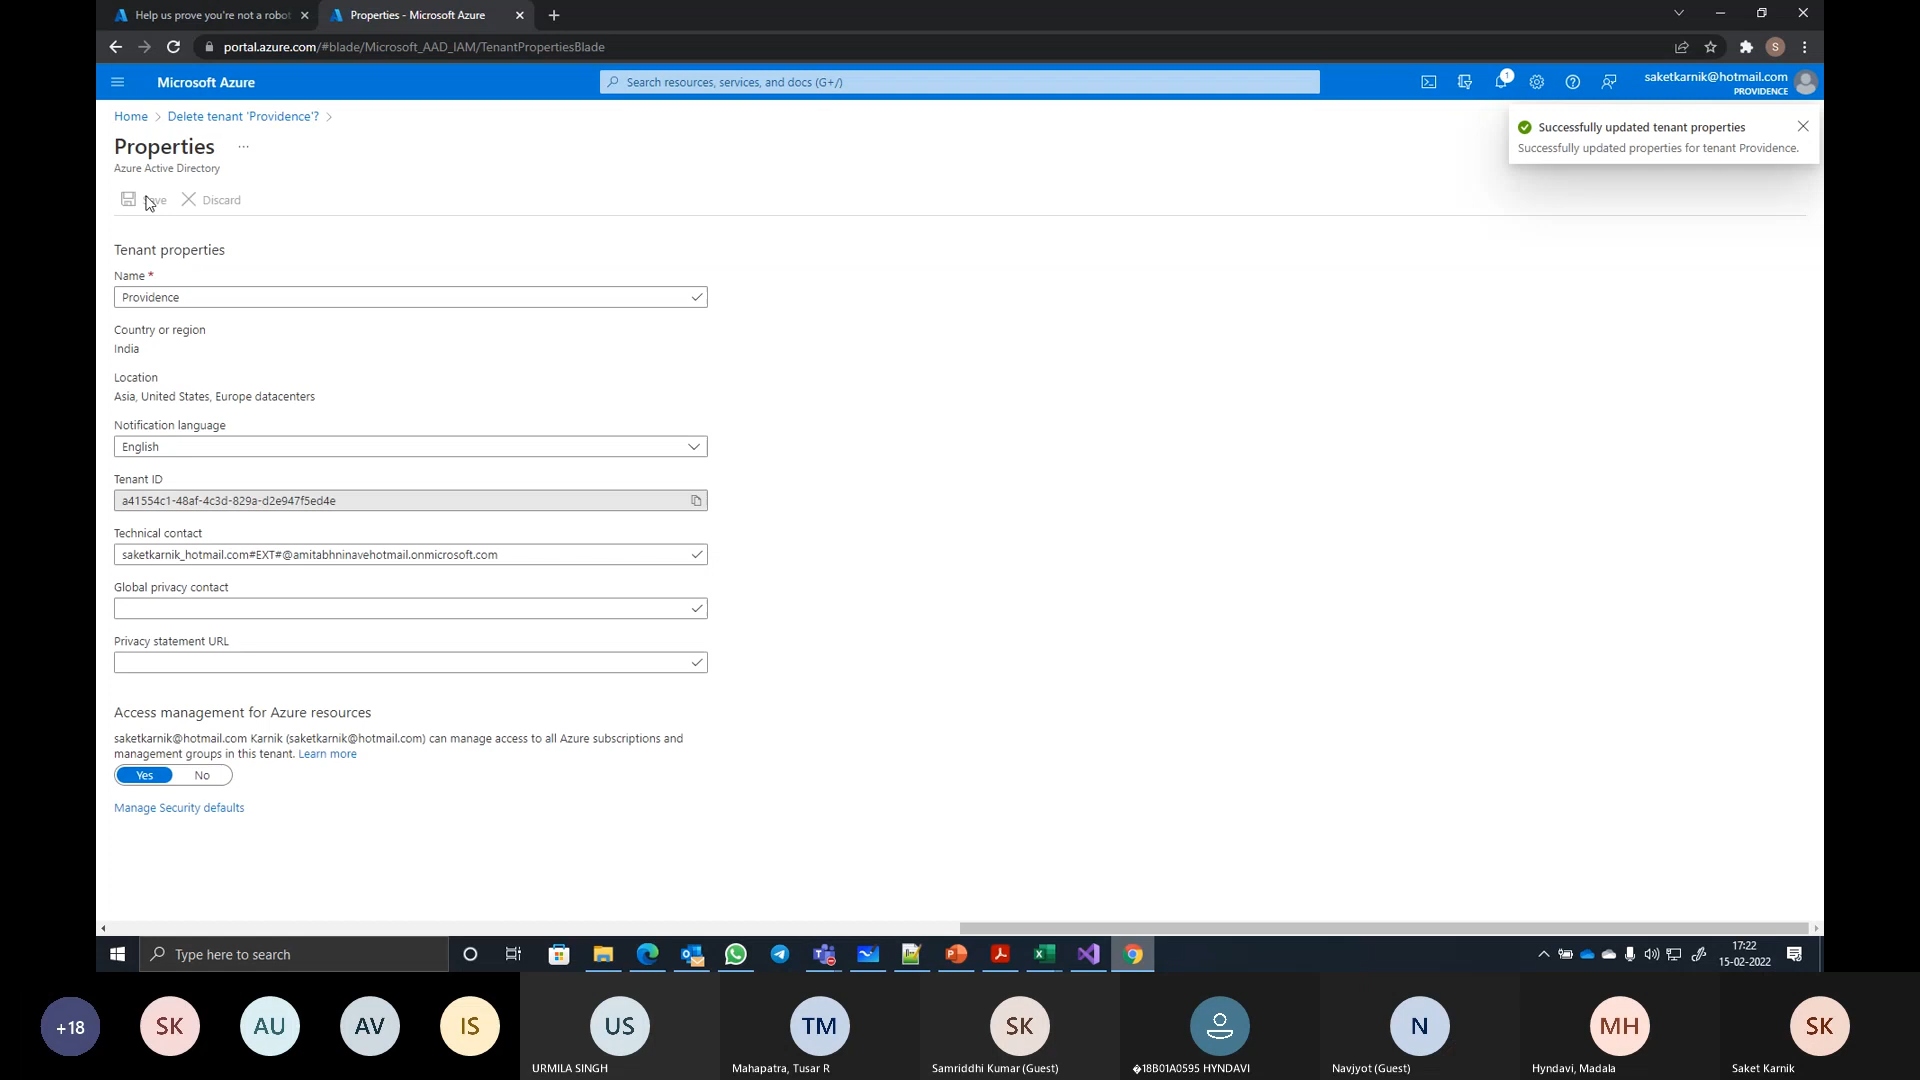 Help us prove you're not a robot
Properties - Microsoft Azure
portal.azure.com/#blade/Microsoft_AAD_IAM/TenantPropertiesBlade
S
Microsoft Azure
Search resources, services, and docs (G+/)
1
saketkarnik@hotmail.com
PROVIDENCE
Home > Delete tenant 'Providence'? >
Properties ...
Azure Active Directory
Successfully updated tenant properties
Successfully updated properties for tenant Providence.
Save Discard
Tenant properties
Name *
Providence
Country or region
India
Location
Asia, United States, Europe datacenters
Notification language
English
Tenant ID
a41554c1-48af-4c3d-829a-d2e947f5ed4e
Technical contact
saketkarnik_hotmail.com#EXT#@amitabhninavehotmail.onmicrosoft.com
Global privacy contact
Privacy statement URL
Access management for Azure resources
saketkarnik@hotmail.com Karnik (saketkarnik@hotmail.com) can manage access to all Azure subscriptions and
management groups in this tenant. Learn more
Yes No
Manage Security defaults
Type here to search
17:22
15-02-2022
+18 SK AU AV IS US TM SK N MH SK
URMILA SINGH
Mahapatra, Tusar R
Samriddhi Kumar (Guest)
�18B01A0595 HYNDAVI
Navjyot (Guest)
Hyndavi, Madala
Saket Karnik